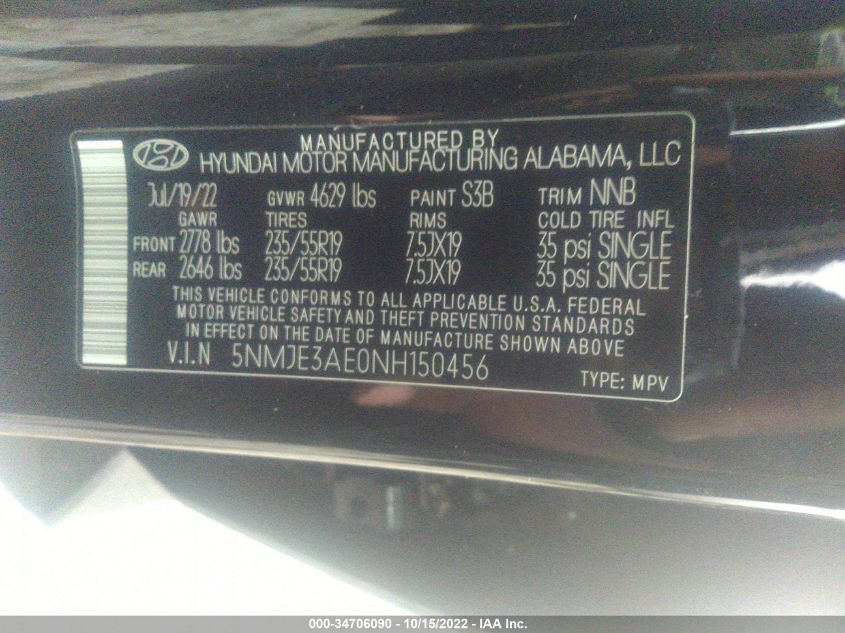 MANUFACTURED BY
HYUNDAI MOTOR MANUFACTURING ALABAMA, LLC
Jul/19/22 GVWR 4629 lbs PAINT S3B TRIM NNB
GAWR TIRES RIMS COLD TIRE INFL
FRONT 2778 lbs 235/55R19 7.5JX19 35 psi SINGLE
REAR 2646 lbs 235/55R19 7.5JX19 35 psi SINGLE
THIS VEHICLE CONFORMS TO ALL APPLICABLE U.S.A. FEDERAL
MOTOR VEHICLE SAFETY AND THEFT PREVENTION STANDARDS
IN EFFECT ON THE DATE OF MANUFACTURE SHOWN ABOVE
V.I.N 5NMJE3AE0NH150456
TYPE: MPV
000-34706090 - 10/15/2022 - IAA Inc.